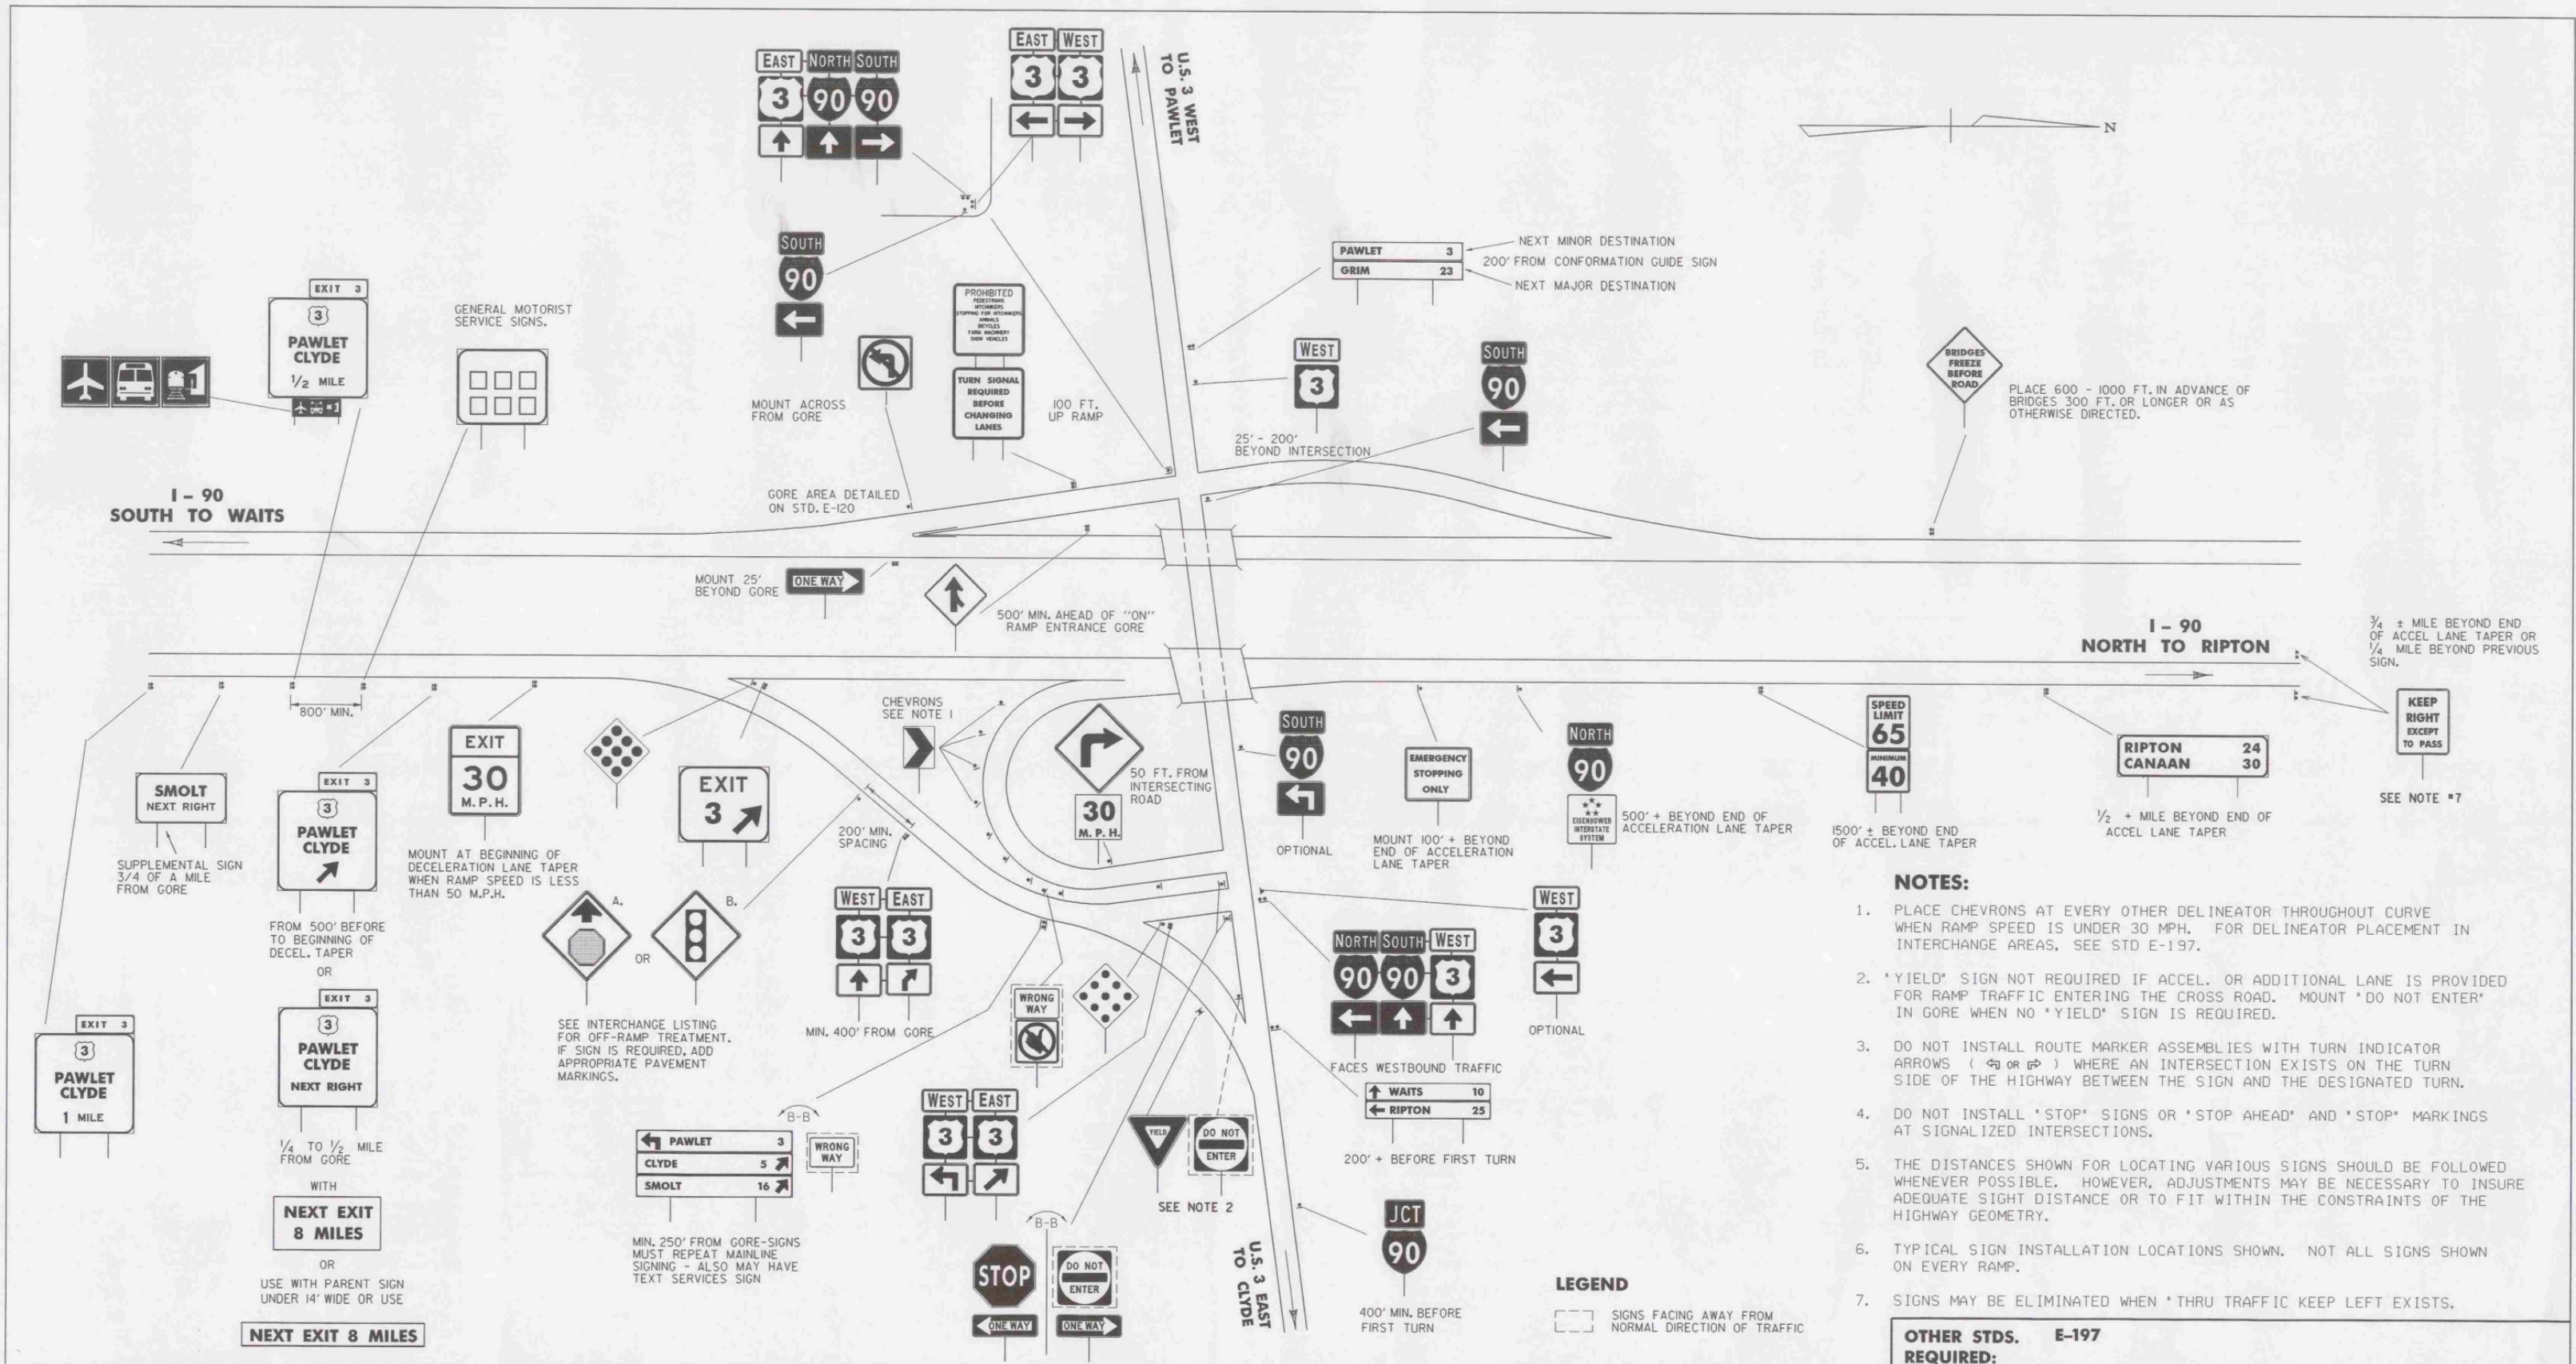 EAST NORTH SOUTH
3 90 90
EAST WEST
3 3
U.S. 3 WEST
TO PAWLET
N
SOUTH
90
PAWLET 3
GRIM 23
NEXT MINOR DESTINATION
200' FROM CONFORMATION GUIDE SIGN
NEXT MAJOR DESTINATION
EXIT 3
3
PAWLET
CLYDE
1/2 MILE
GENERAL MOTORIST
SERVICE SIGNS.
PROHIBITED
PEDESTRIANS
HITCHHIKERS
STOPPING FOR HITCHHIKERS
ANIMALS
BICYCLES
FARM MACHINERY
SNOW VEHICLES
TURN SIGNAL
REQUIRED
BEFORE
CHANGING
LANES
100 FT.
UP RAMP
MOUNT ACROSS
FROM GORE
WEST
3
25' - 200'
BEYOND INTERSECTION
SOUTH
90
BRIDGES
FREEZE
BEFORE
ROAD
PLACE 600 - 1000 FT. IN ADVANCE OF
BRIDGES 300 FT. OR LONGER OR AS
OTHERWISE DIRECTED.
I - 90
SOUTH TO WAITS
GORE AREA DETAILED
ON STD. E-120
MOUNT 25'
BEYOND GORE
ONE WAY
500' MIN. AHEAD OF "ON"
RAMP ENTRANCE GORE
I - 90
NORTH TO RIPTON
3/4 ± MILE BEYOND END
OF ACCEL LANE TAPER OR
1/4 MILE BEYOND PREVIOUS
SIGN.
800' MIN.
SMOLT
NEXT RIGHT
SUPPLEMENTAL SIGN
3/4 OF A MILE
FROM GORE
EXIT 3
3
PAWLET
CLYDE
FROM 500' BEFORE
TO BEGINNING OF
DECEL. TAPER
OR
EXIT 3
3
PAWLET
CLYDE
NEXT RIGHT
1/4 TO 1/2 MILE
FROM GORE
WITH
NEXT EXIT
8 MILES
OR
USE WITH PARENT SIGN
UNDER 14' WIDE OR USE
NEXT EXIT 8 MILES
EXIT 3
3
PAWLET
CLYDE
1 MILE
EXIT
30
M.P.H.
MOUNT AT BEGINNING OF
DECELERATION LANE TAPER
WHEN RAMP SPEED IS LESS
THAN 50 M.P.H.
EXIT
3
CHEVRONS
SEE NOTE 1
200' MIN.
SPACING
A.
OR
B.
SEE INTERCHANGE LISTING
FOR OFF-RAMP TREATMENT.
IF SIGN IS REQUIRED, ADD
APPROPRIATE PAVEMENT
MARKINGS.
WEST EAST
3 3
MIN. 400' FROM GORE
30
M.P.H.
50 FT. FROM
INTERSECTING
ROAD
WRONG
WAY
B-B
PAWLET 3
CLYDE 5
SMOLT 16
WRONG
WAY
MIN. 250' FROM GORE-SIGNS
MUST REPEAT MAINLINE
SIGNING - ALSO MAY HAVE
TEXT SERVICES SIGN
WEST EAST
3 3
B-B
STOP
DO NOT
ENTER
ONE WAY
ONE WAY
YIELD
DO NOT
ENTER
SEE NOTE 2
U.S. 3 EAST
TO CLYDE
SOUTH
90
OPTIONAL
NORTH SOUTH WEST
90 90 3
FACES WESTBOUND TRAFFIC
WAITS 10
RIPTON 25
200' + BEFORE FIRST TURN
JCT
90
400' MIN. BEFORE
FIRST TURN
WEST
3
OPTIONAL
EMERGENCY
STOPPING
ONLY
MOUNT 100' + BEYOND
END OF ACCELERATION
LANE TAPER
NORTH
90
EISENHOWER
INTERSTATE
SYSTEM
500' + BEYOND END OF
ACCELERATION LANE TAPER
SPEED
LIMIT
65
MINIMUM
40
1500' ± BEYOND END
OF ACCEL. LANE TAPER
RIPTON 24
CANAAN 30
1/2 + MILE BEYOND END OF
ACCEL LANE TAPER
KEEP
RIGHT
EXCEPT
TO PASS
SEE NOTE #7
NOTES:
1. PLACE CHEVRONS AT EVERY OTHER DELINEATOR THROUGHOUT CURVE
WHEN RAMP SPEED IS UNDER 30 MPH. FOR DELINEATOR PLACEMENT IN
INTERCHANGE AREAS, SEE STD E-197.
2. "YIELD" SIGN NOT REQUIRED IF ACCEL. OR ADDITIONAL LANE IS PROVIDED
FOR RAMP TRAFFIC ENTERING THE CROSS ROAD. MOUNT "DO NOT ENTER"
IN GORE WHEN NO "YIELD" SIGN IS REQUIRED.
3. DO NOT INSTALL ROUTE MARKER ASSEMBLIES WITH TURN INDICATOR
ARROWS ( OR ) WHERE AN INTERSECTION EXISTS ON THE TURN
SIDE OF THE HIGHWAY BETWEEN THE SIGN AND THE DESIGNATED TURN.
4. DO NOT INSTALL "STOP" SIGNS OR "STOP AHEAD" AND "STOP" MARKINGS
AT SIGNALIZED INTERSECTIONS.
5. THE DISTANCES SHOWN FOR LOCATING VARIOUS SIGNS SHOULD BE FOLLOWED
WHENEVER POSSIBLE. HOWEVER, ADJUSTMENTS MAY BE NECESSARY TO INSURE
ADEQUATE SIGHT DISTANCE OR TO FIT WITHIN THE CONSTRAINTS OF THE
HIGHWAY GEOMETRY.
6. TYPICAL SIGN INSTALLATION LOCATIONS SHOWN. NOT ALL SIGNS SHOWN
ON EVERY RAMP.
7. SIGNS MAY BE ELIMINATED WHEN "THRU TRAFFIC KEEP LEFT EXISTS.
LEGEND
SIGNS FACING AWAY FROM
NORMAL DIRECTION OF TRAFFIC
OTHER STDS. E-197
REQUIRED: